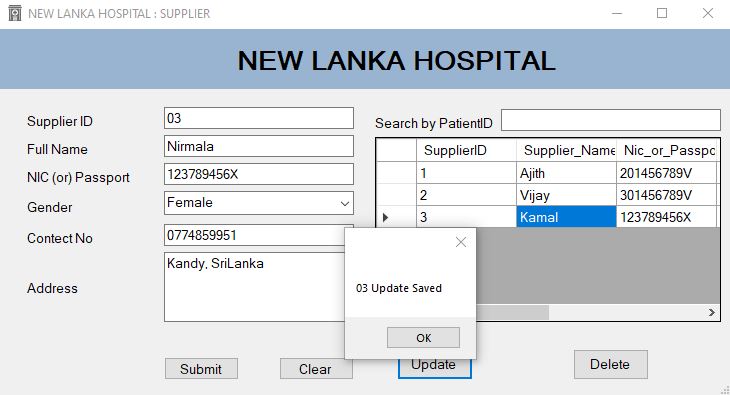 NEW LANKA HOSPITAL : SUPPLIER
NEW LANKA HOSPITAL
Supplier ID 03
Full Name Nirmala
NIC (or) Passport 123789456X
Gender Female
Contect No 0774859951
Address Kandy, SriLanka
Search by PatientID
SupplierID Supplier_Name Nic_or_Passpo
1 Ajith 201456789V
2 Vijay 301456789V
3 Kamal 123789456X
03 Update Saved
OK
Submit Clear Update Delete